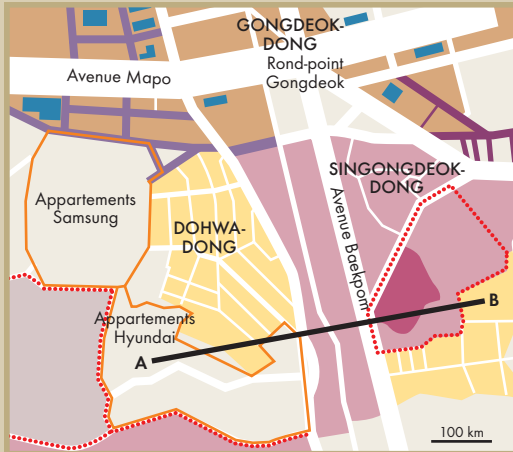 GONGDEOK-
DONG
Rond-point
Gongdeok
Avenue Mapo
SINGONGDEOK-
DONG
Appartements
Samsung
DOHWA-
DONG
Avenue Baekpom
Appartements
Hyundai
A
B
100 km